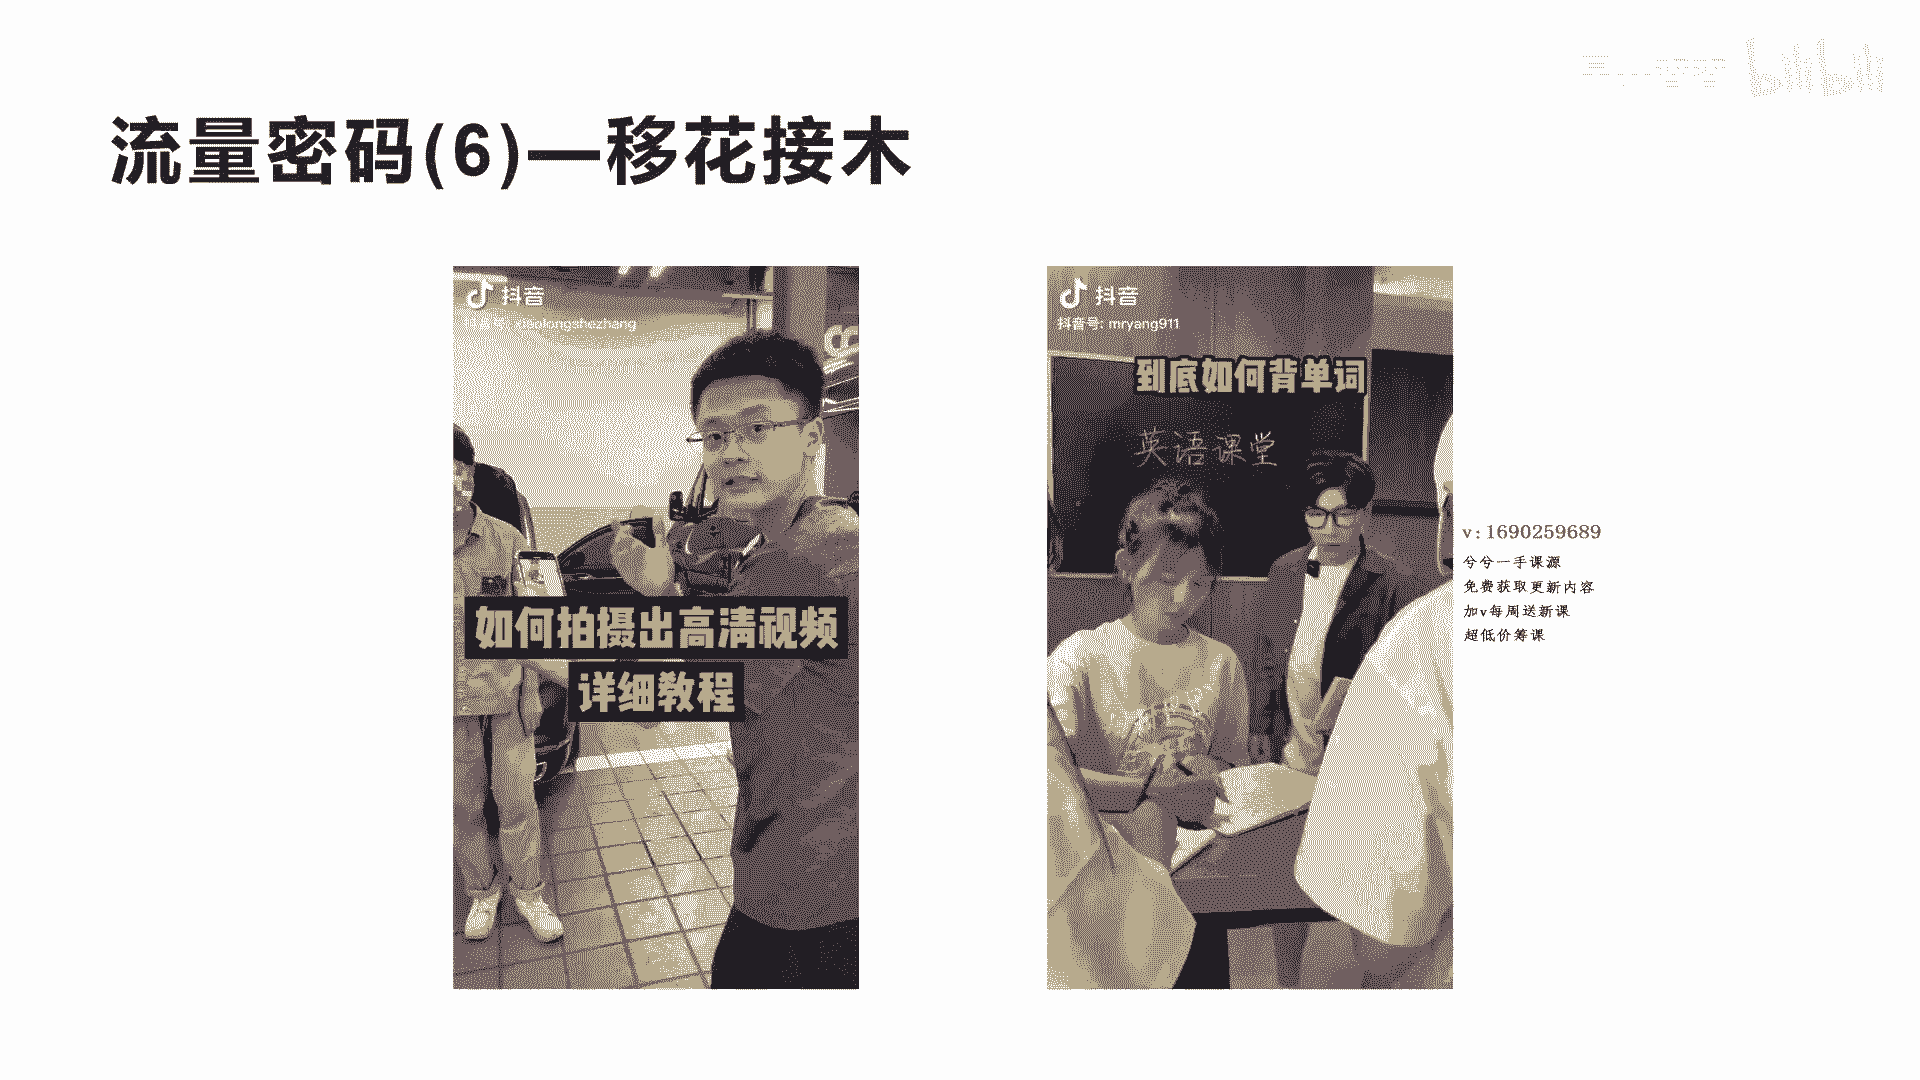 bilibili
流量密码(6)—移花接木
抖音
抖音号: xiaolongshezhang
如何拍摄出高清视频
详细教程
抖音
抖音号: mryang911
到底如何背单词
英语课堂
v:1690259689
兮兮一手课源
免费获取更新内容
加v每周送新课
超低价筹课